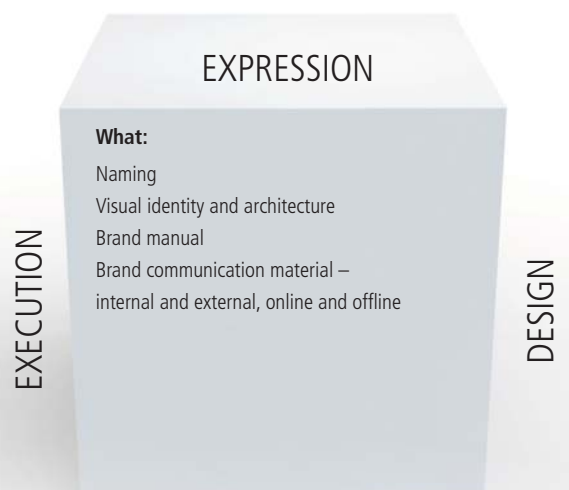 EXPRESSION
What:
Naming
Visual identity and architecture
Brand manual
Brand communication material –
internal and external, online and offline
EXECUTION
DESIGN